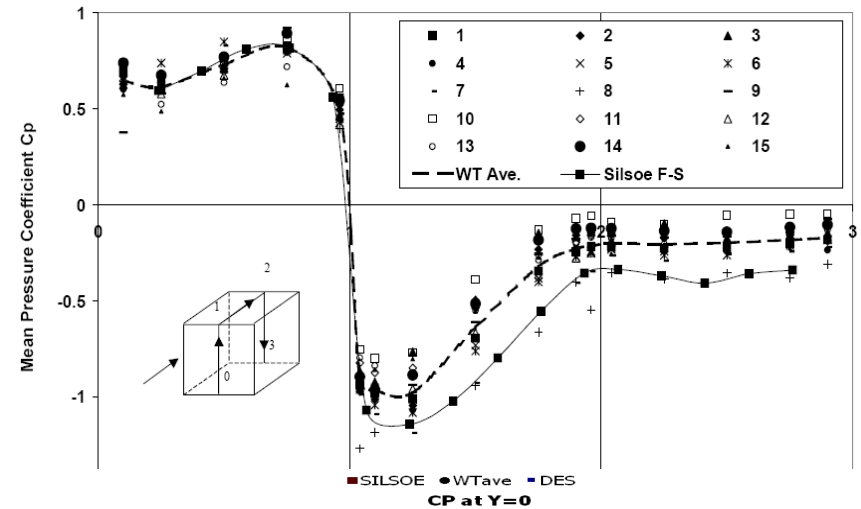 Mean Pressure Coefficient Cp
1
0.5
0
-0.5
-1
0
2
3
1 2 3
4 5 6
7 8 9
10 11 12
13 14 15
WT Ave. Silsoe F-S
2
1
3
0
SILSOE WTave DES
CP at Y=0